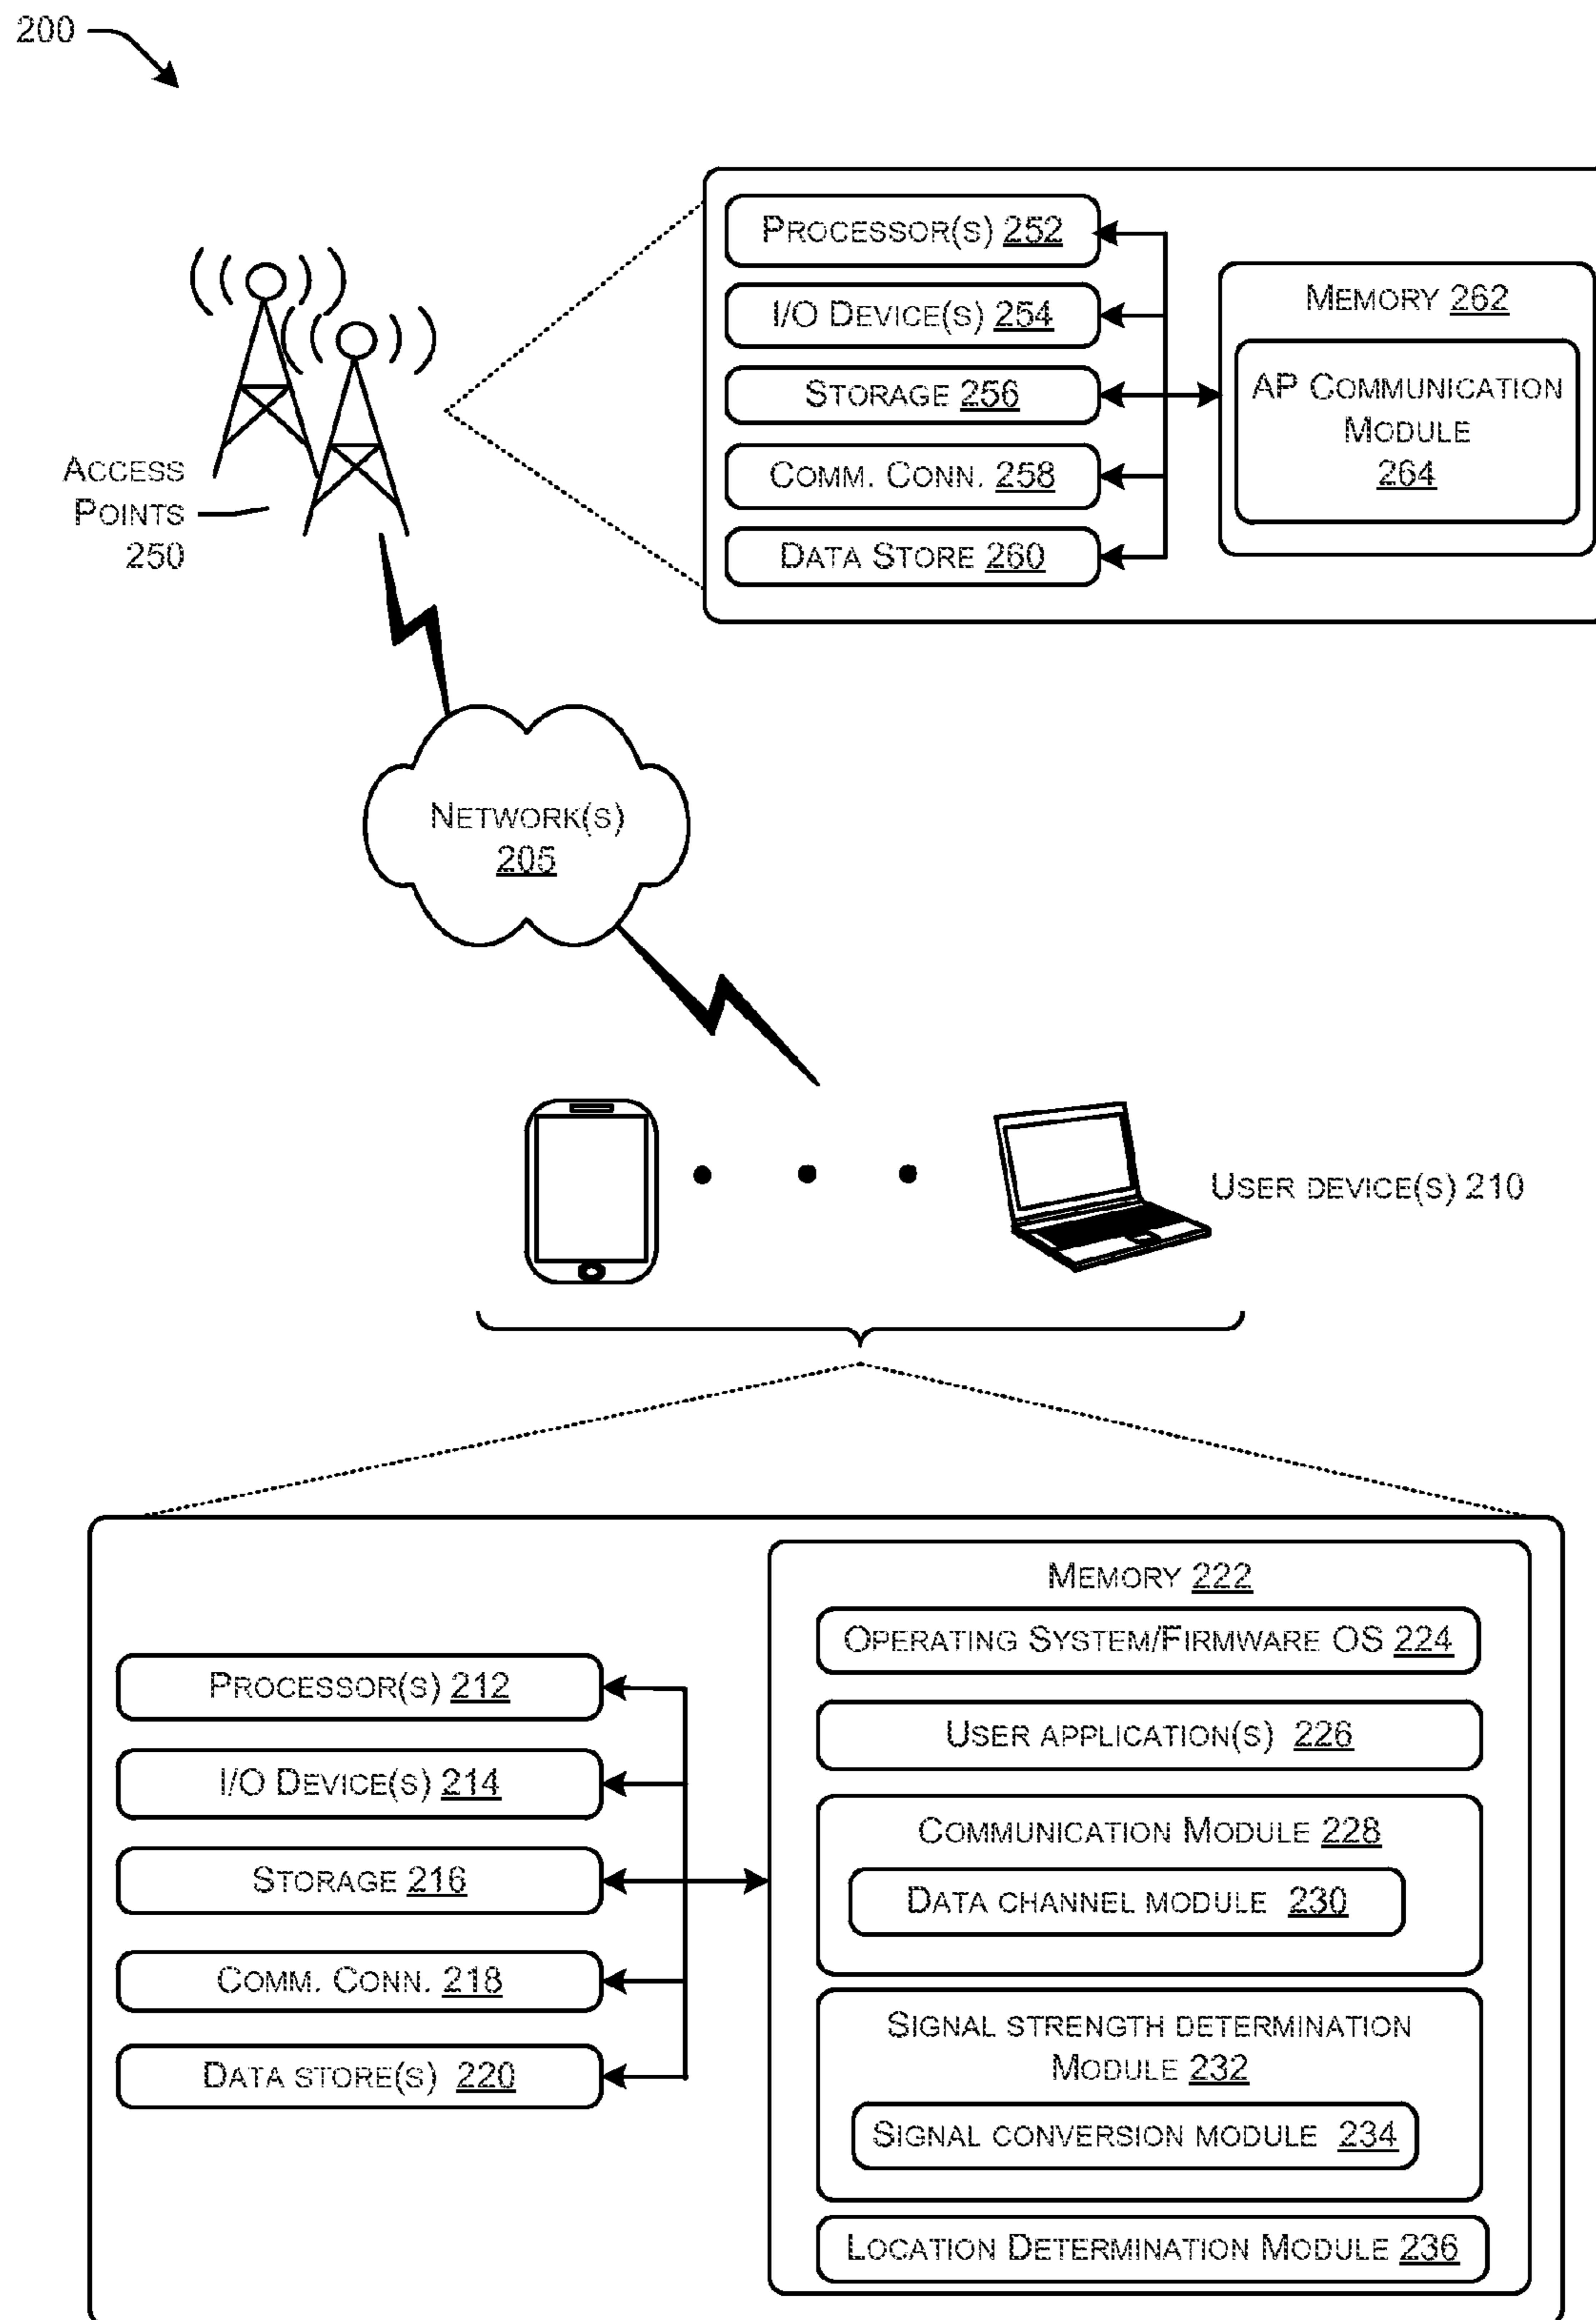 200
PROCESSOR(S) 252
I/O DEVICE(S) 254
STORAGE 256
COMM. CONN. 258
DATA STORE 260
MEMORY 262
AP COMMUNICATION
MODULE
264
ACCESS
POINTS
250
NETWORK(S)
205
USER DEVICE(S) 210
PROCESSOR(S) 212
I/O DEVICE(S) 214
STORAGE 216
COMM. CONN. 218
DATA STORE(S) 220
MEMORY 222
OPERATING SYSTEM/FIRMWARE OS 224
USER APPLICATION(S) 226
COMMUNICATION MODULE 228
DATA CHANNEL MODULE 230
SIGNAL STRENGTH DETERMINATION
MODULE 232
SIGNAL CONVERSION MODULE 234
LOCATION DETERMINATION MODULE 236